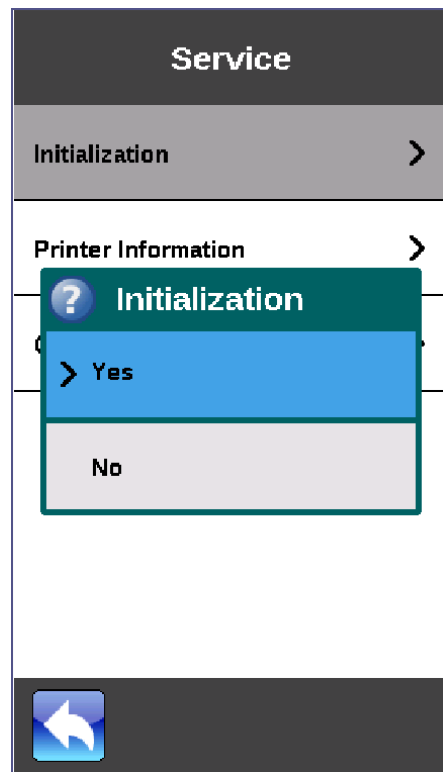 Service
Initialization
Printer Information
Initialization
Yes
No